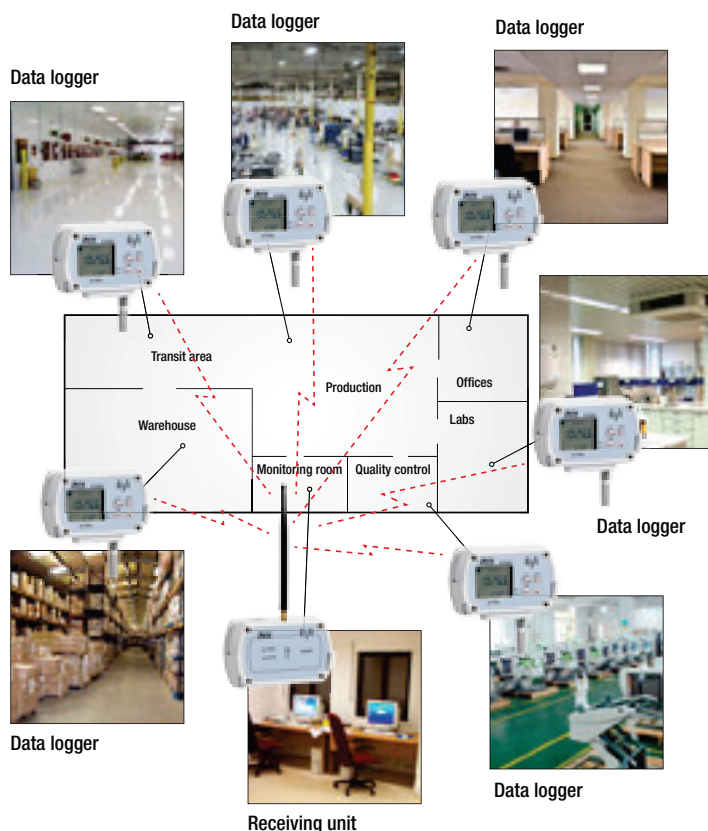 Data logger
Data logger
Data logger
Transit area
Production
Offices
Warehouse
Labs
Monitoring room
Quality control
Data logger
Data logger
Data logger
Receiving unit